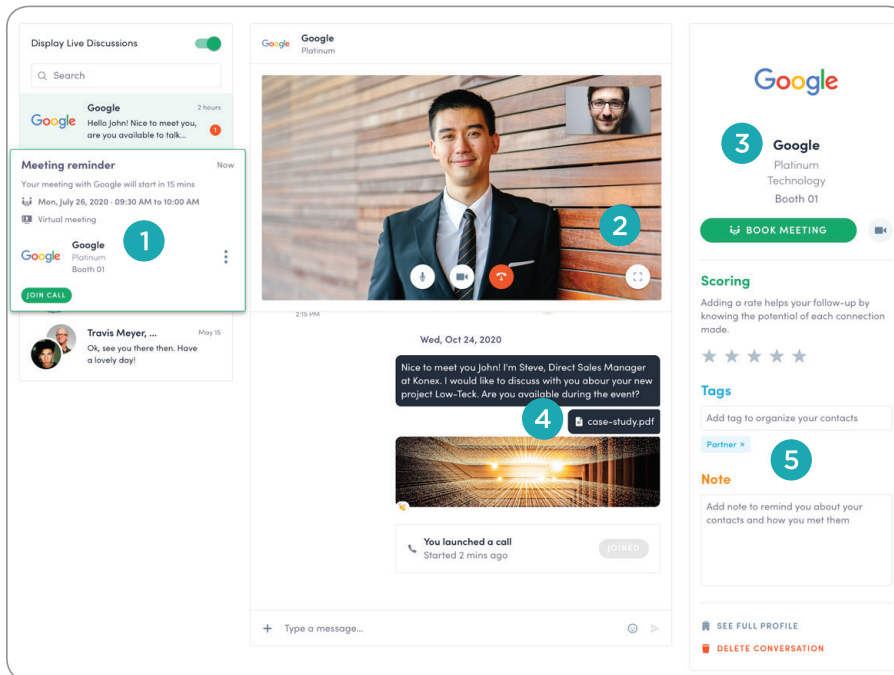 Display Live Discussions
Search
Google
Google
2 hours
Hello John! Nice to meet you,
are you available to talk...
1
Meeting reminder
Now
Your meeting with Google will start in 15 mins
Mon, July 26, 2020 · 09:30 AM to 10:00 AM
Virtual meeting
1
Google
Google
Platinum
Booth 01
JOIN CALL
Travis Meyer, ...
May 15
Ok, see you there then. Have
a lovely day!
Google
Google
Platinum
2
2:15 PM
Wed, Oct 24, 2020
Nice to meet you John! I'm Steve, Direct Sales Manager
at Konex. I would like to discuss with you abour your new
project Low-Teck. Are you available during the event?
4
case-study.pdf
You launched a call
Started 2 mins ago
JOINED
+ Type a message...
Google
3
Google
Platinum
Technology
Booth 01
BOOK MEETING
Scoring
Adding a rate helps your follow-up by
knowing the potential of each connection
made.
Tags
Add tag to organize your contacts
Partner ×
5
Note
Add note to remind you about your
contacts and how you met them
SEE FULL PROFILE
DELETE CONVERSATION